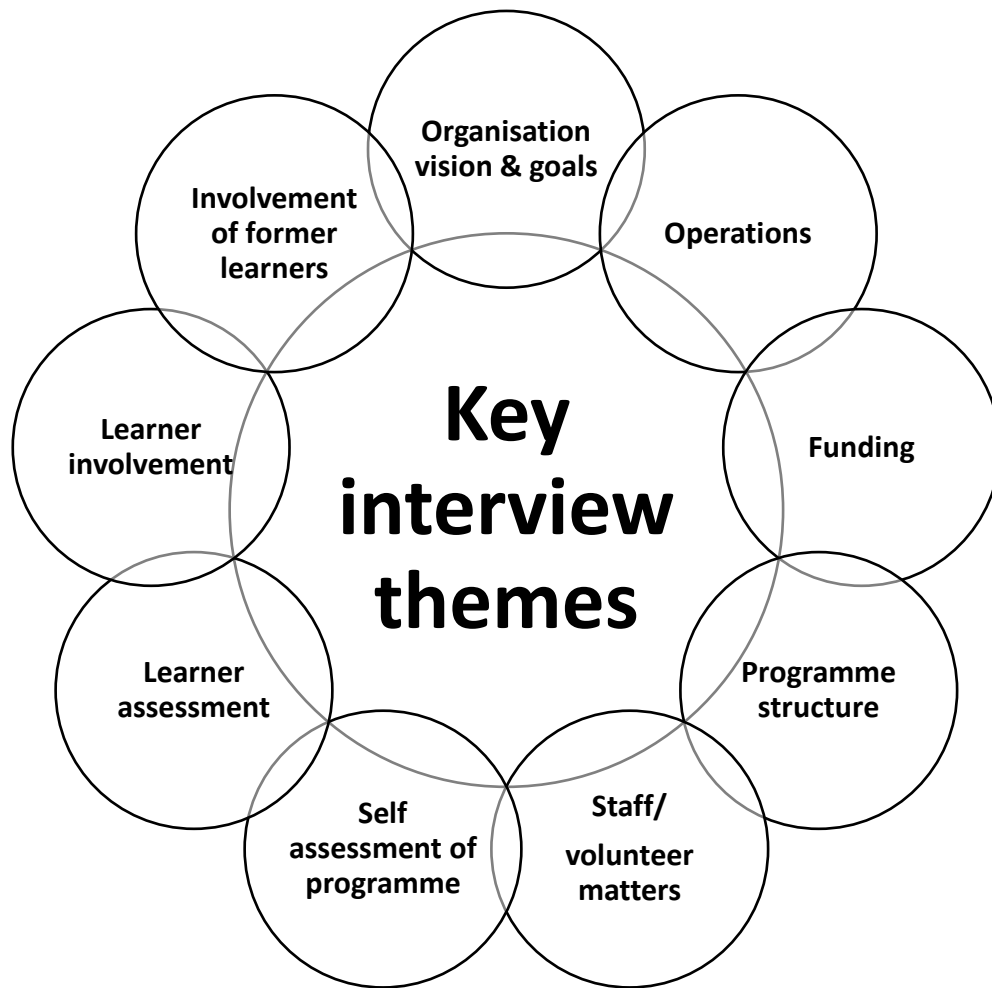 Organisation
vision & goals
Operations
Funding
Programme
structure
Staff/
volunteer
matters
Self
assessment of
programme
Learner
assessment
Learner
involvement
Involvement
of former
learners
Key
interview
themes